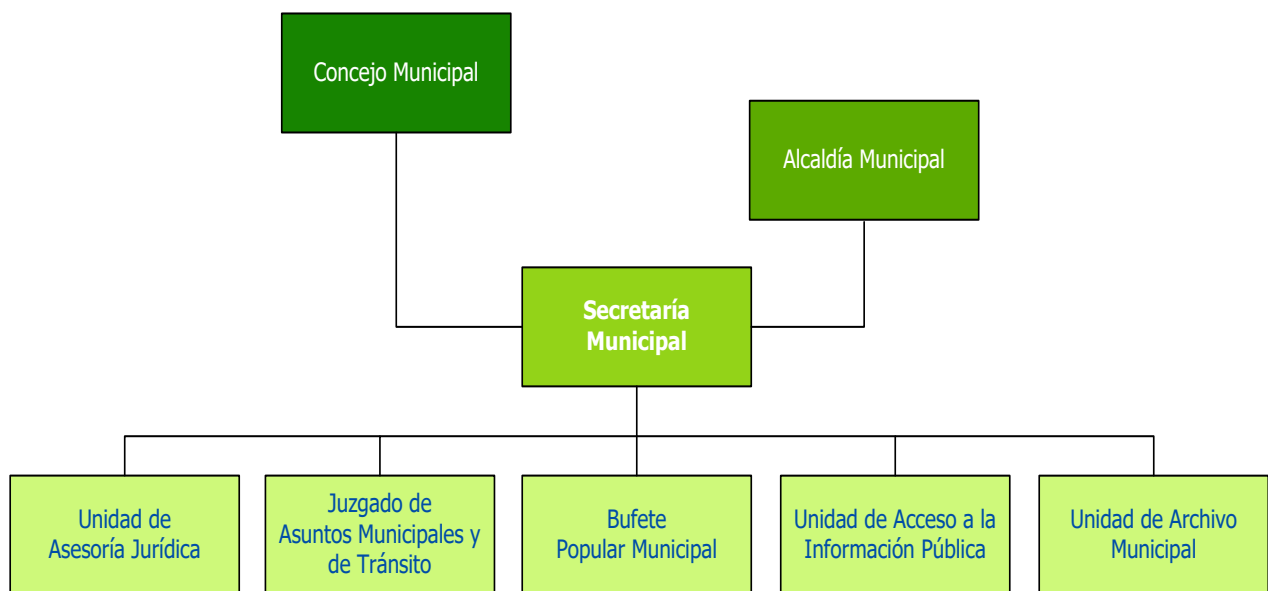 Concejo Municipal
Alcaldía Municipal
Secretaría
Municipal
Unidad de
Asesoría Jurídica
Juzgado de
Asuntos Municipales y
de Tránsito
Bufete
Popular Municipal
Unidad de Acceso a la
Información Pública
Unidad de Archivo
Municipal